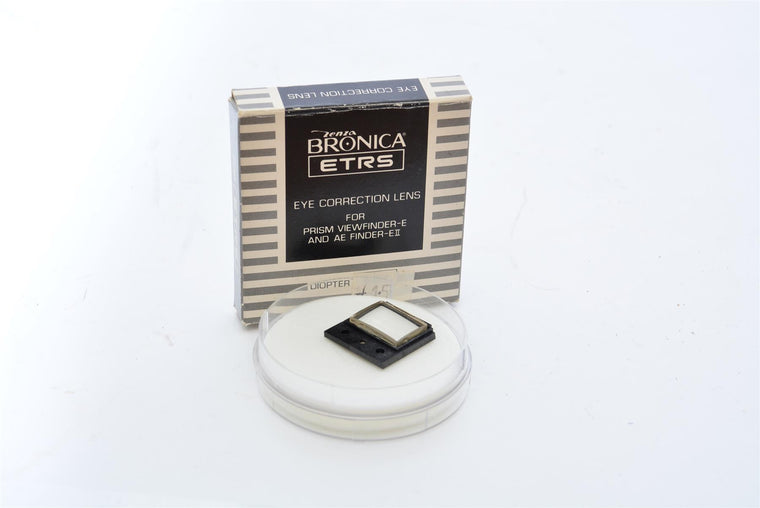 EYE CORRECTION LENS
Zenza
BRONICA®
ETRS
EYE CORRECTION LENS
FOR
PRISM VIEWFINDER-E
AND AE FINDER-EII
DIOPTER